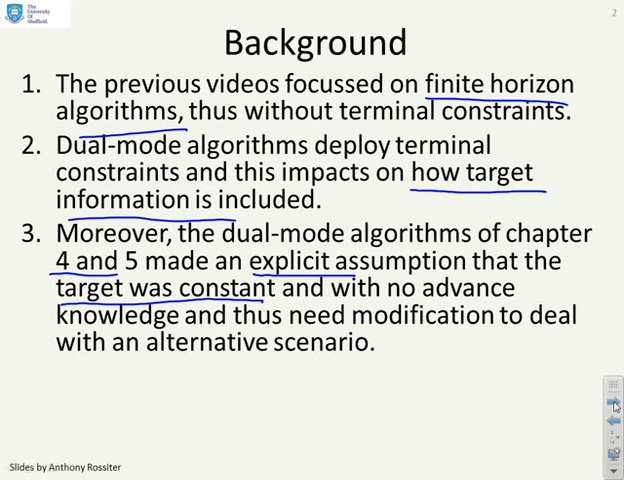 The
University
Of
Sheffield.
2
Background
1. The previous videos focussed on finite horizon
algorithms, thus without terminal constraints.
2. Dual-mode algorithms deploy terminal
constraints and this impacts on how target
information is included.
3. Moreover, the dual-mode algorithms of chapter
4 and 5 made an explicit assumption that the
target was constant and with no advance
knowledge and thus need modification to deal
with an alternative scenario.
Slides by Anthony Rossiter